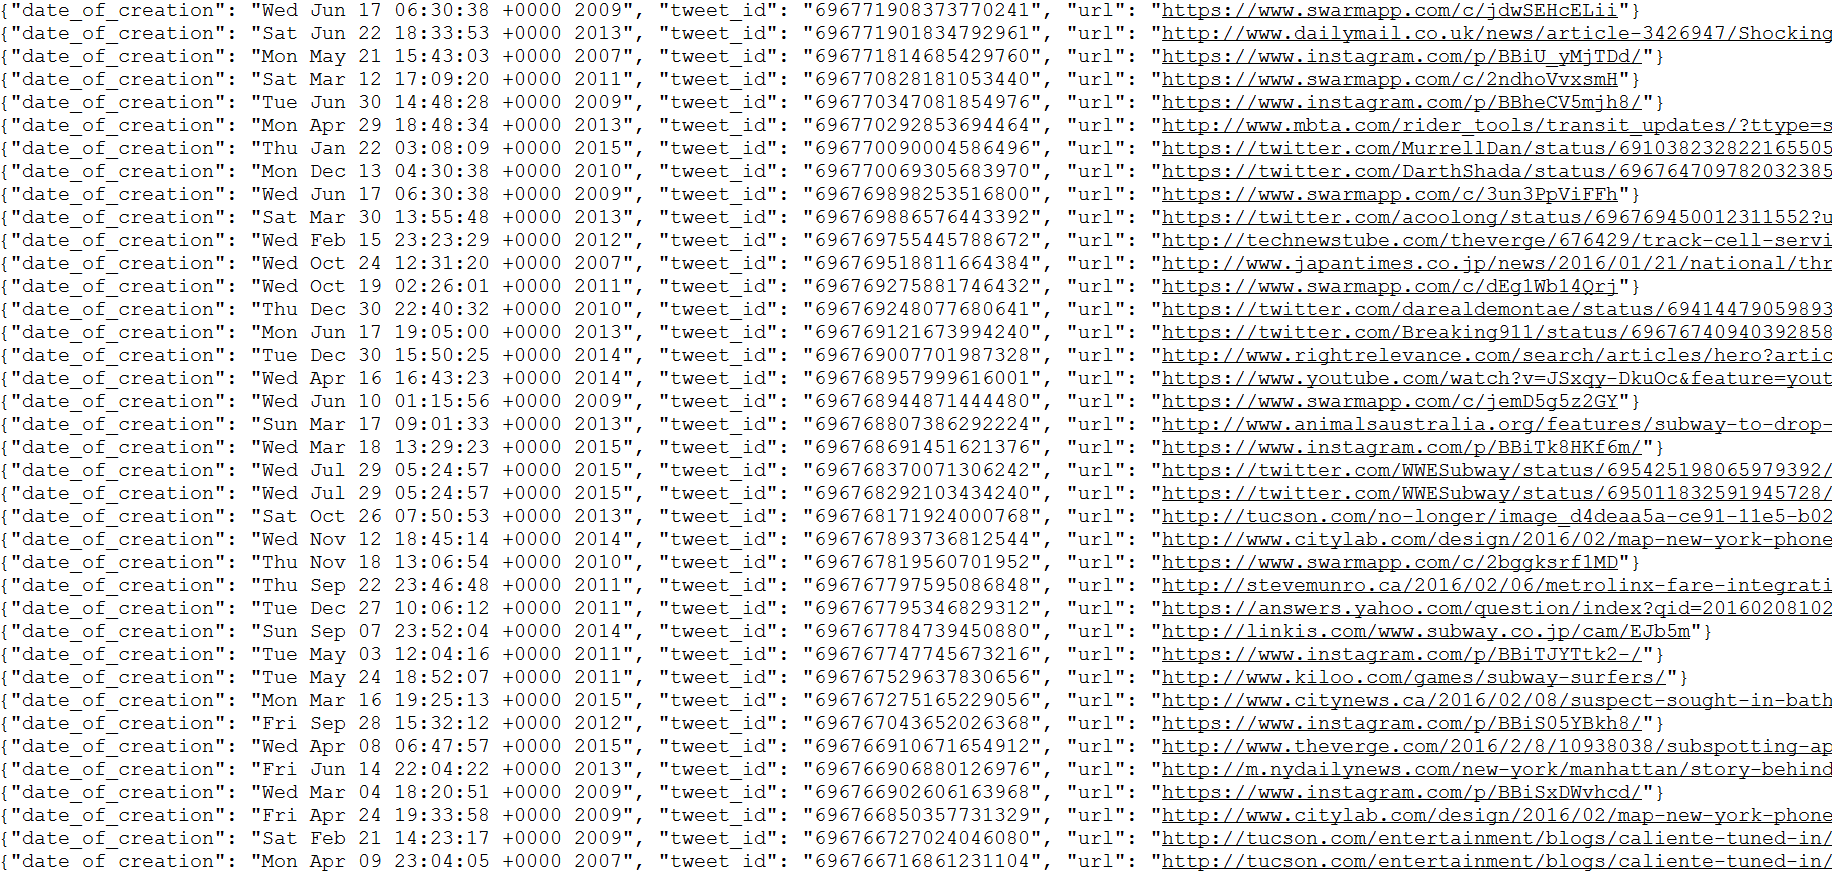 {"date_of_creation": "Wed Jun 17 06:30:38 +0000 2009", "tweet_id": "696771908373770241", "url": "https://www.swarmapp.com/c/jdwSEHcELii"}
{"date_of_creation": "Sat Jun 22 18:33:53 +0000 2013", "tweet_id": "696771901834792961", "url": "http://www.dailymail.co.uk/news/article-3426947/Shocking
{"date_of_creation": "Mon May 21 15:43:03 +0000 2007", "tweet_id": "696771814685429760", "url": "https://www.instagram.com/p/BBiU_yMjTDd/"}
{"date_of_creation": "Sat Mar 12 17:09:20 +0000 2011", "tweet_id": "696770828181053440", "url": "https://www.swarmapp.com/c/2ndhoVvxsmH"}
{"date_of_creation": "Tue Jun 30 14:48:28 +0000 2009", "tweet_id": "696770347081854976", "url": "https://www.instagram.com/p/BBheCV5mjh8/"}
{"date_of_creation": "Mon Apr 29 18:48:34 +0000 2013", "tweet_id": "696770292853694464", "url": "http://www.mbta.com/rider_tools/transit_updates/?ttype=s
{"date_of_creation": "Thu Jan 22 03:08:09 +0000 2015", "tweet_id": "696770090004586496", "url": "https://twitter.com/MurrellDan/status/691038232822165505
{"date_of_creation": "Mon Dec 13 04:30:38 +0000 2010", "tweet_id": "696770069305683970", "url": "https://twitter.com/DarthShada/status/696764709782032385
{"date_of_creation": "Wed Jun 17 06:30:38 +0000 2009", "tweet_id": "696769898253516800", "url": "https://www.swarmapp.com/c/3un3PpViFFh"}
{"date_of_creation": "Sat Mar 30 13:55:48 +0000 2013", "tweet_id": "696769886576443392", "url": "https://twitter.com/acoolong/status/696769450012311552?u
{"date_of_creation": "Wed Feb 15 23:23:29 +0000 2012", "tweet_id": "696769755445788672", "url": "http://technewstube.com/theverge/676429/track-cell-servi
{"date_of_creation": "Wed Oct 24 12:31:20 +0000 2007", "tweet_id": "696769518811664384", "url": "http://www.japantimes.co.jp/news/2016/01/21/national/thr
{"date_of_creation": "Wed Oct 19 02:26:01 +0000 2011", "tweet_id": "696769275881746432", "url": "https://www.swarmapp.com/c/dEg1Wb14Qrj"}
{"date_of_creation": "Thu Dec 30 22:40:32 +0000 2010", "tweet_id": "696769248077680641", "url": "https://twitter.com/darealdemontae/status/69414479059893
{"date_of_creation": "Mon Jun 17 19:05:00 +0000 2013", "tweet_id": "696769121673994240", "url": "https://twitter.com/Breaking911/status/69676740940392858
{"date_of_creation": "Tue Dec 30 15:50:25 +0000 2014", "tweet_id": "696769007701987328", "url": "http://www.rightrelevance.com/search/articles/hero?artic
{"date_of_creation": "Wed Apr 16 16:43:23 +0000 2014", "tweet_id": "696768957999616001", "url": "https://www.youtube.com/watch?v=JSxqy-DkuOc&feature=yout
{"date_of_creation": "Wed Jun 10 01:15:56 +0000 2009", "tweet_id": "696768944871444480", "url": "https://www.swarmapp.com/c/jemD5g5z2GY"}
{"date_of_creation": "Sun Mar 17 09:01:33 +0000 2013", "tweet_id": "696768807386292224", "url": "http://www.animalsaustralia.org/features/subway-to-drop-
{"date_of_creation": "Wed Mar 18 13:29:23 +0000 2015", "tweet_id": "696768691451621376", "url": "https://www.instagram.com/p/BBiTk8HKf6m/"}
{"date_of_creation": "Wed Jul 29 05:24:57 +0000 2015", "tweet_id": "696768370071306242", "url": "https://twitter.com/WWESubway/status/695425198065979392/
{"date_of_creation": "Wed Jul 29 05:24:57 +0000 2015", "tweet_id": "696768292103434240", "url": "https://twitter.com/WWESubway/status/695011832591945728/
{"date_of_creation": "Sat Oct 26 07:50:53 +0000 2013", "tweet_id": "696768171924000768", "url": "http://tucson.com/no-longer/image_d4deaa5a-ce91-11e5-b02
{"date_of_creation": "Wed Nov 12 18:45:14 +0000 2014", "tweet_id": "696767893736812544", "url": "http://www.citylab.com/design/2016/02/map-new-york-phone
{"date_of_creation": "Thu Nov 18 13:06:54 +0000 2010", "tweet_id": "696767819560701952", "url": "https://www.swarmapp.com/c/2bggksrf1MD"}
{"date_of_creation": "Thu Sep 22 23:46:48 +0000 2011", "tweet_id": "696767797595086848", "url": "http://stevemunro.ca/2016/02/06/metrolinx-fare-integrati
{"date_of_creation": "Tue Dec 27 10:06:12 +0000 2011", "tweet_id": "696767795346829312", "url": "https://answers.yahoo.com/question/index?qid=20160208102
{"date_of_creation": "Sun Sep 07 23:52:04 +0000 2014", "tweet_id": "696767784739450880", "url": "http://linkis.com/www.subway.co.jp/cam/EJb5m"}
{"date_of_creation": "Tue May 03 12:04:16 +0000 2011", "tweet_id": "696767747745673216", "url": "https://www.instagram.com/p/BBiTJYTtk2-/"}
{"date_of_creation": "Tue May 24 18:52:07 +0000 2011", "tweet_id": "696767529637830656", "url": "http://www.kiloo.com/games/subway-surfers/"}
{"date_of_creation": "Mon Mar 16 19:25:13 +0000 2015", "tweet_id": "696767275165229056", "url": "http://www.citynews.ca/2016/02/08/suspect-sought-in-bath
{"date_of_creation": "Fri Sep 28 15:32:12 +0000 2012", "tweet_id": "696767043652026368", "url": "https://www.instagram.com/p/BBiS05YBkh8/"}
{"date_of_creation": "Wed Apr 08 06:47:57 +0000 2015", "tweet_id": "696766910671654912", "url": "http://www.theverge.com/2016/2/8/10938038/subspotting-ap
{"date_of_creation": "Fri Jun 14 22:04:22 +0000 2013", "tweet_id": "696766906880126976", "url": "http://m.nydailynews.com/new-york/manhattan/story-behind
{"date_of_creation": "Wed Mar 04 18:20:51 +0000 2009", "tweet_id": "696766902606163968", "url": "https://www.instagram.com/p/BBiSxDWvhcd/"}
{"date_of_creation": "Fri Apr 24 19:33:58 +0000 2009", "tweet_id": "696766850357731329", "url": "http://www.citylab.com/design/2016/02/map-new-york-phone
{"date_of_creation": "Sat Feb 21 14:23:17 +0000 2009", "tweet_id": "696766727024046080", "url": "http://tucson.com/entertainment/blogs/caliente-tuned-in/
{"date_of_creation": "Mon Apr 09 23:04:05 +0000 2007", "tweet_id": "696766716861231104", "url": "http://tucson.com/entertainment/blogs/caliente-tuned-in/